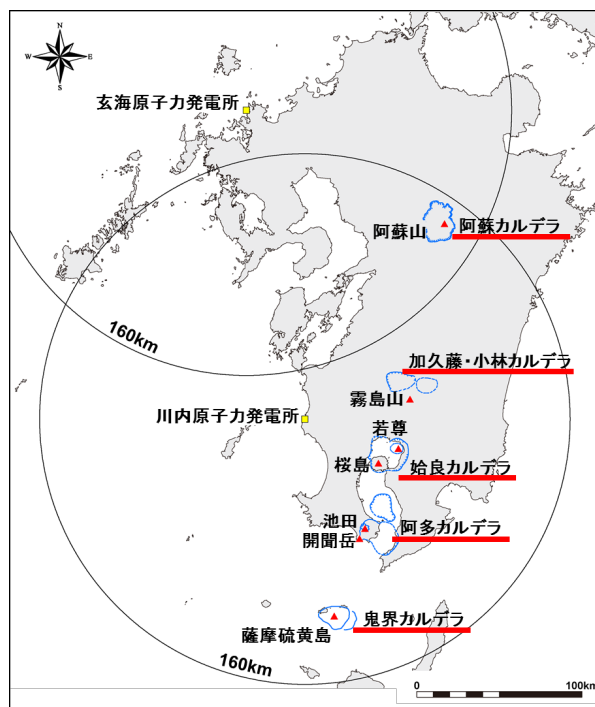 N
W
E
S
玄海原子力発電所
阿蘇山
阿蘇カルデラ
160km
加久藤・小林カルデラ
霧島山
川内原子力発電所
若尊
桜島
姶良カルデラ
池田
阿多カルデラ
開聞岳
鬼界カルデラ
薩摩硫黄島
160km
0
100km